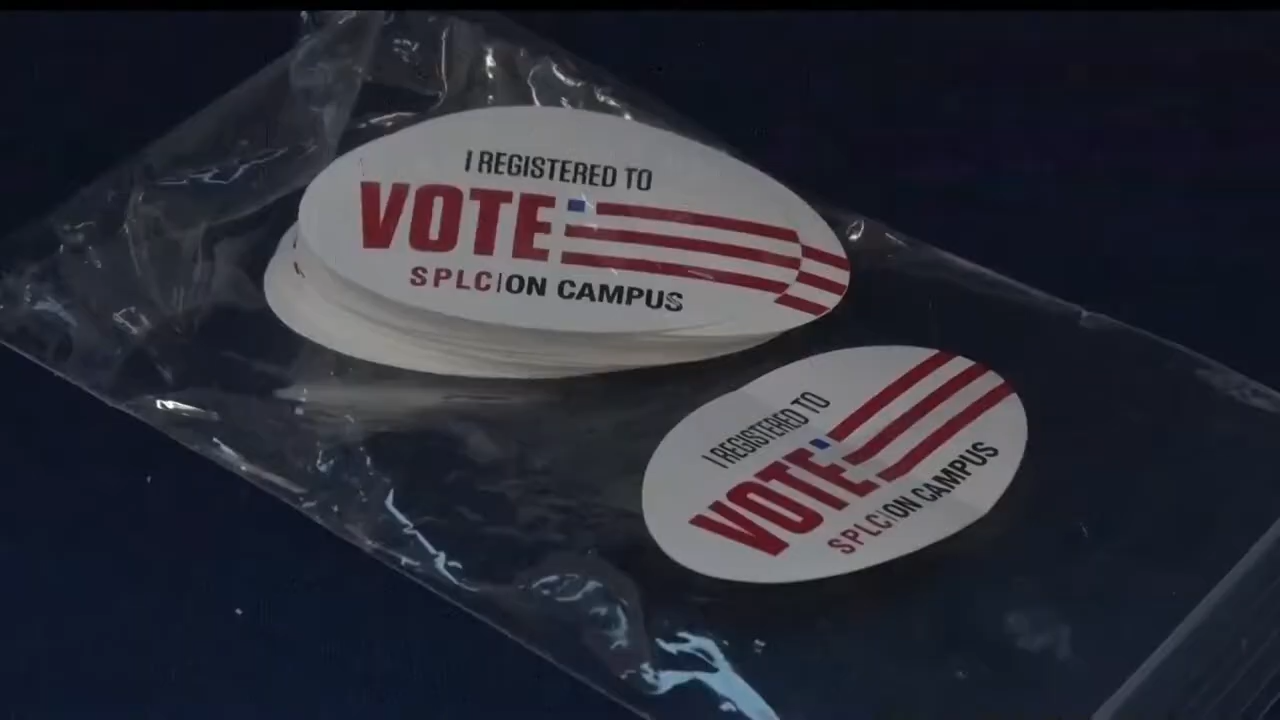 I REGISTERED TO
VOTE
SPLC|ON CAMPUS
I REGISTERED TO
VOTE
SPLC|ON CAMPUS